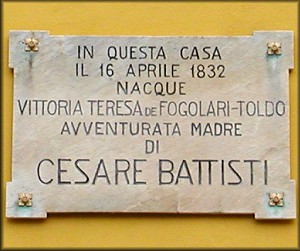 IN QUESTA CASA
IL 16 APRILE 1832
NACQUE
VITTORIA TERESA DE FOGOLARI-TOLDO
AVVENTURATA MADRE
DI
CESARE BATTISTI